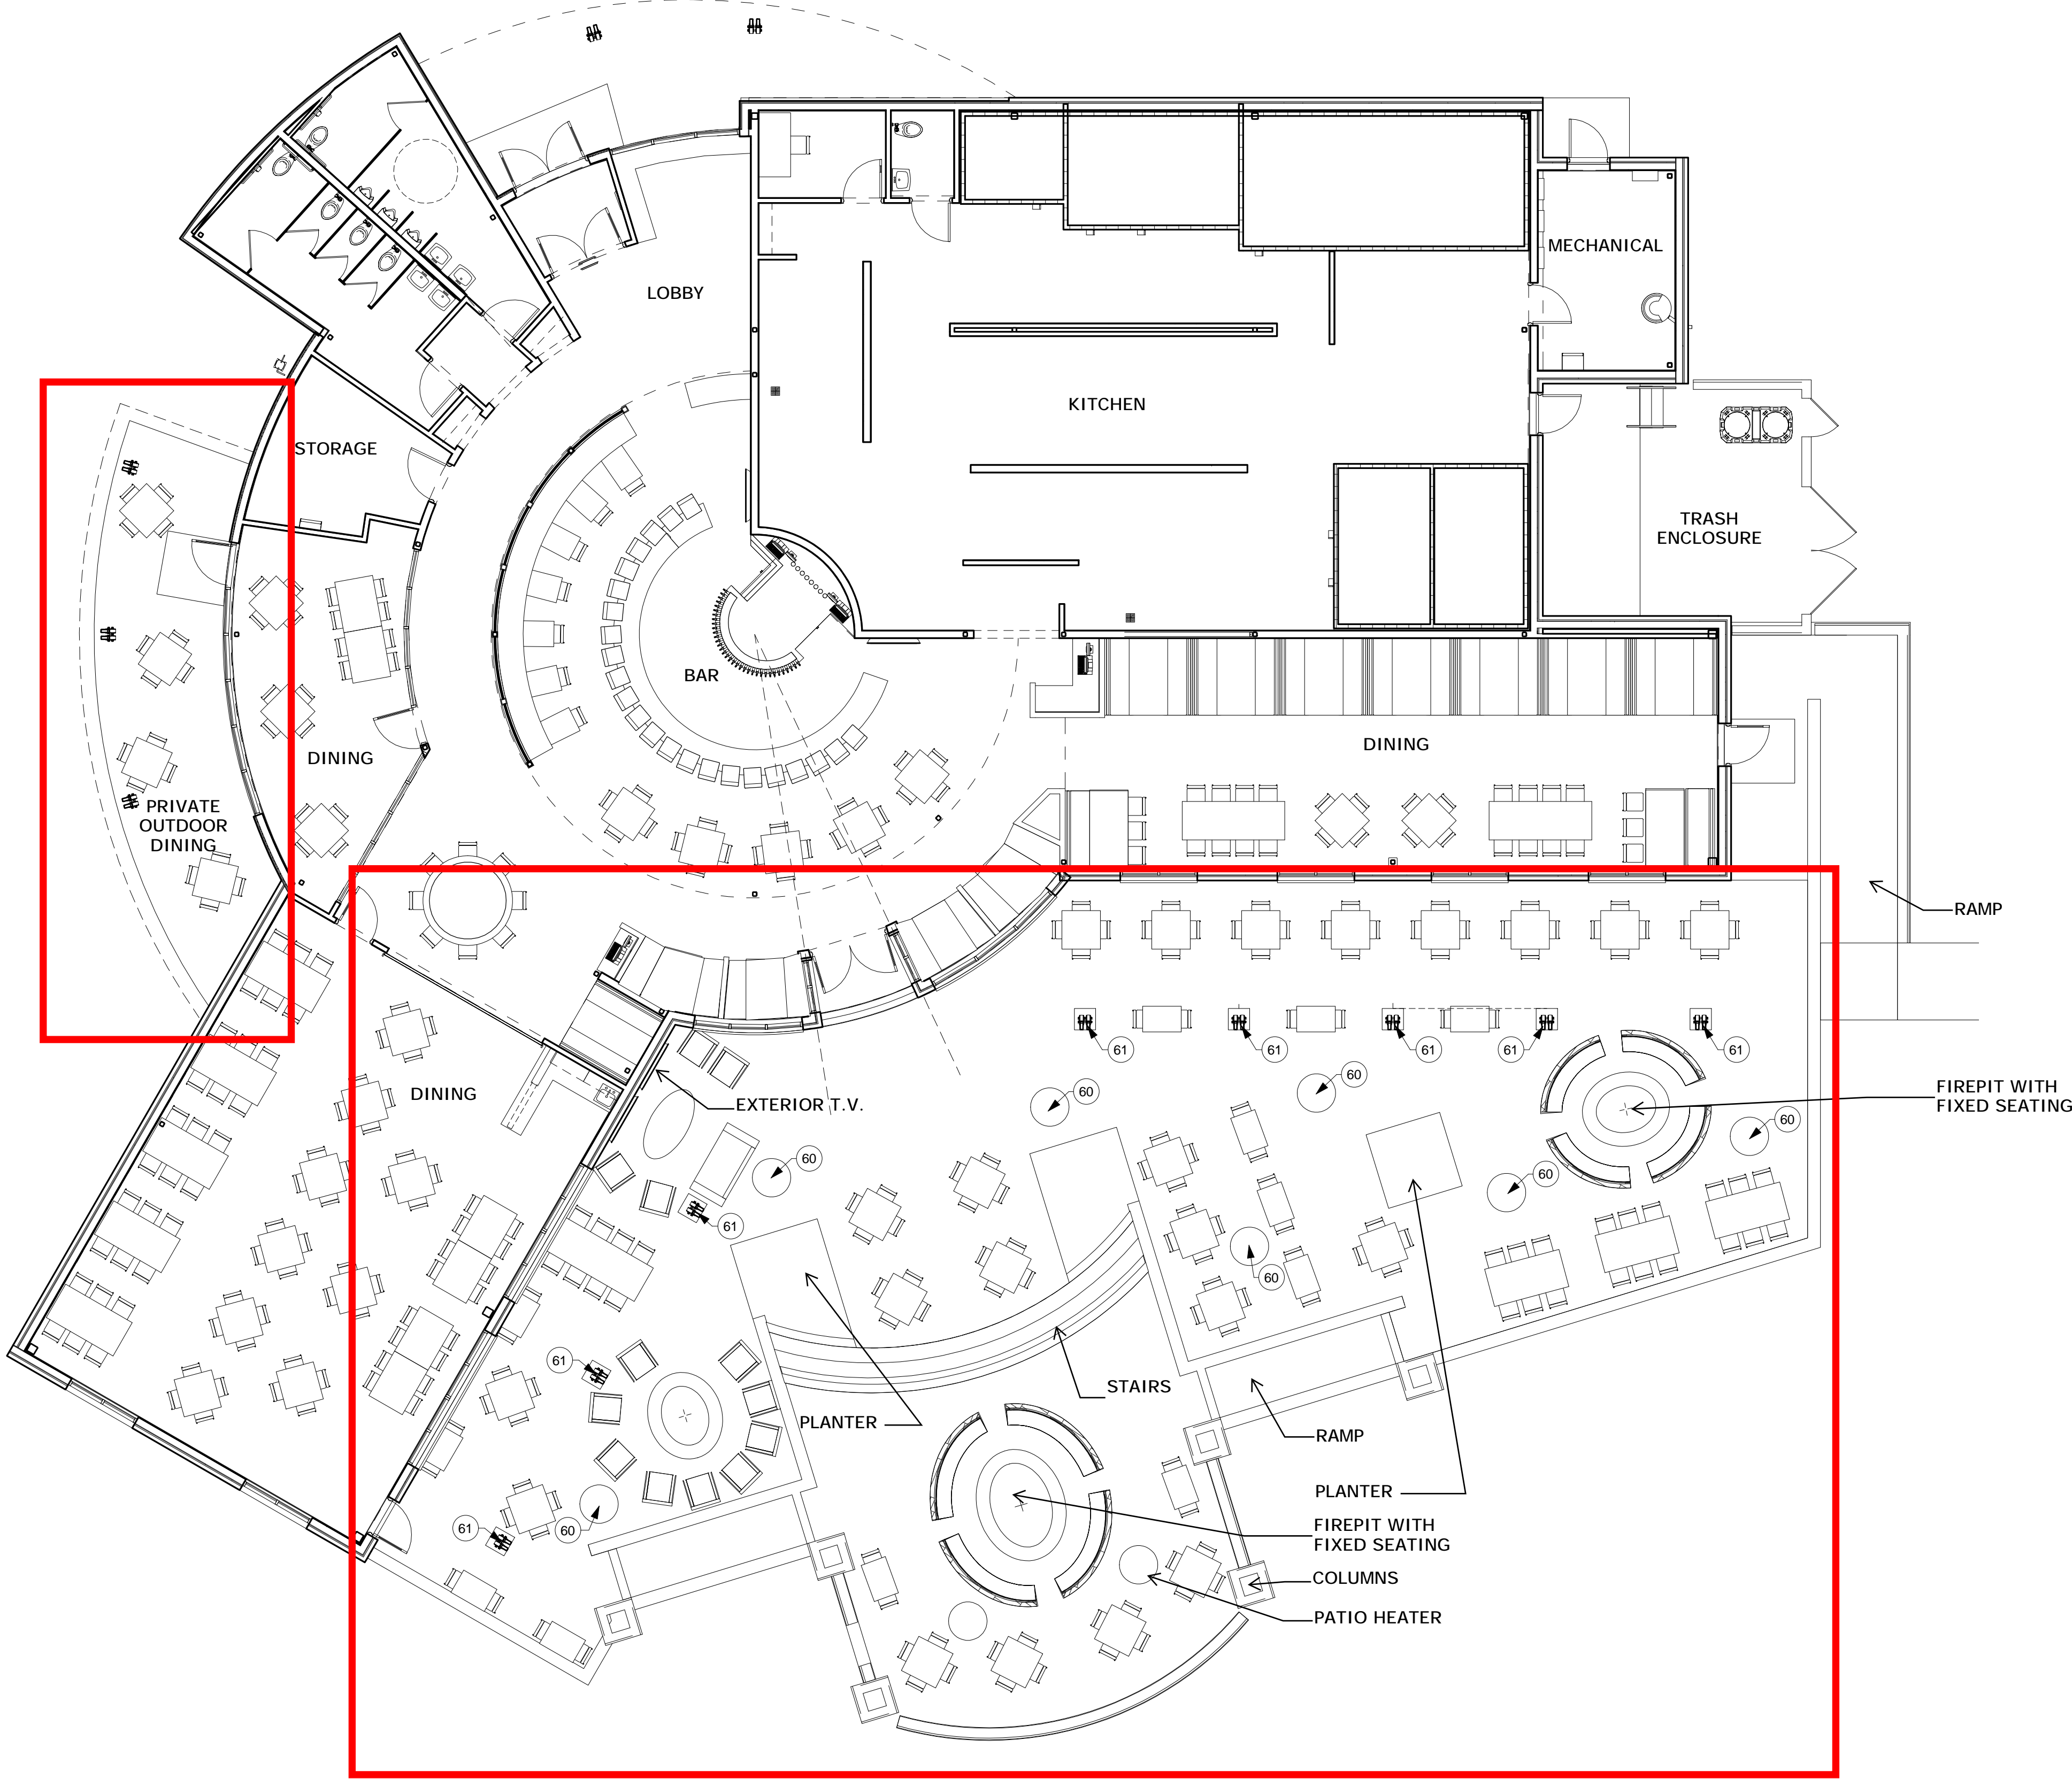 LOBBY
MECHANICAL
KITCHEN
STORAGE
TRASH
ENCLOSURE
BAR
DINING
DINING
PRIVATE
OUTDOOR
DINING
RAMP
61
61
61
61
61
60
60
FIREPIT WITH
FIXED SEATING
DINING
EXTERIOR T.V.
60
60
60
61
60
61
STAIRS
PLANTER
RAMP
PLANTER
61
60
FIREPIT WITH
FIXED SEATING
COLUMNS
PATIO HEATER